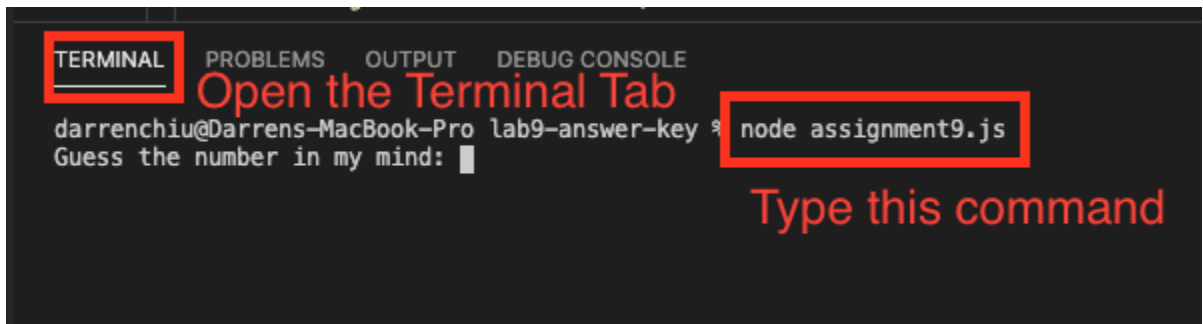 TERMINAL PROBLEMS OUTPUT DEBUG CONSOLE
Open the Terminal Tab
darrenchiu@Darrens-MacBook-Pro lab9-answer-key % node assignment9.js
Guess the number in my mind:
Type this command